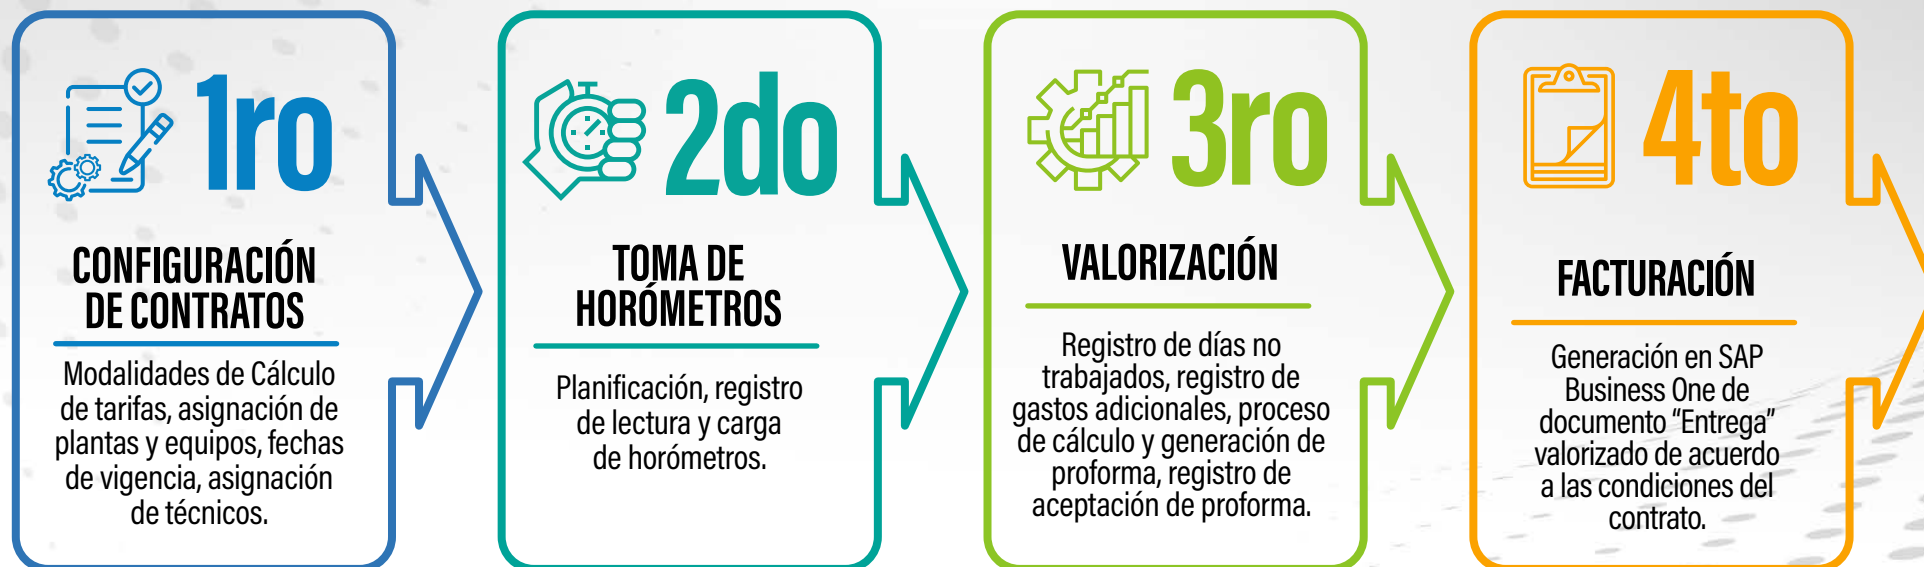 1ro
CONFIGURACIÓN
DE CONTRATOS
Modalidades de Cálculo
de tarifas, asignación de
plantas y equipos, fechas
de vigencia, asignación
de técnicos.
2do
TOMA DE
HORÓMETROS
Planificación, registro
de lectura y carga
de horómetros.
3ro
VALORIZACIÓN
Registro de días no
trabajados, registro de
gastos adicionales, proceso
de cálculo y generación de
proforma, registro de
aceptación de proforma.
4to
FACTURACIÓN
Generación en SAP
Business One de
documento “Entrega”
valorizado de acuerdo
a las condiciones del
contrato.